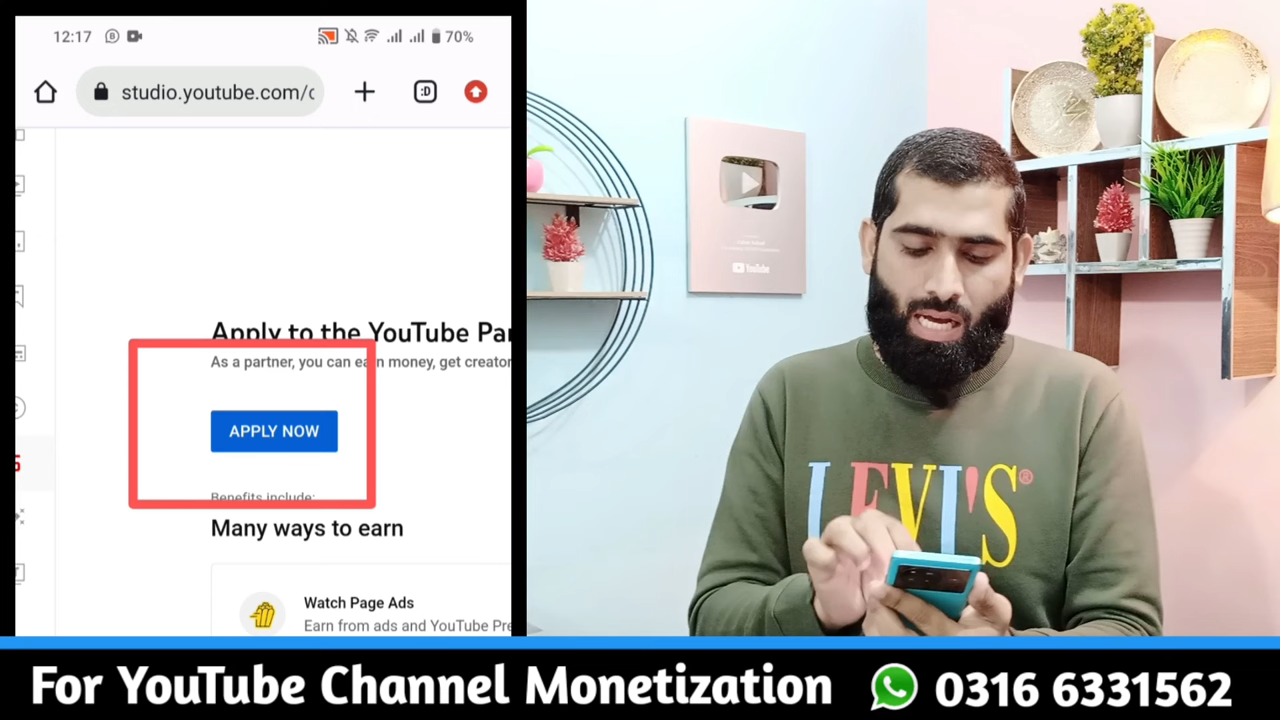 12:17
70%
studio.youtube.com/c
:D
Apply to the YouTube Par
As a partner, you can earn money, get creator
APPLY NOW
Benefits include:
Many ways to earn
Watch Page Ads
Earn from ads and YouTube Pre
YouTube
LEVI'S®
For YouTube Channel Monetization
0316 6331562